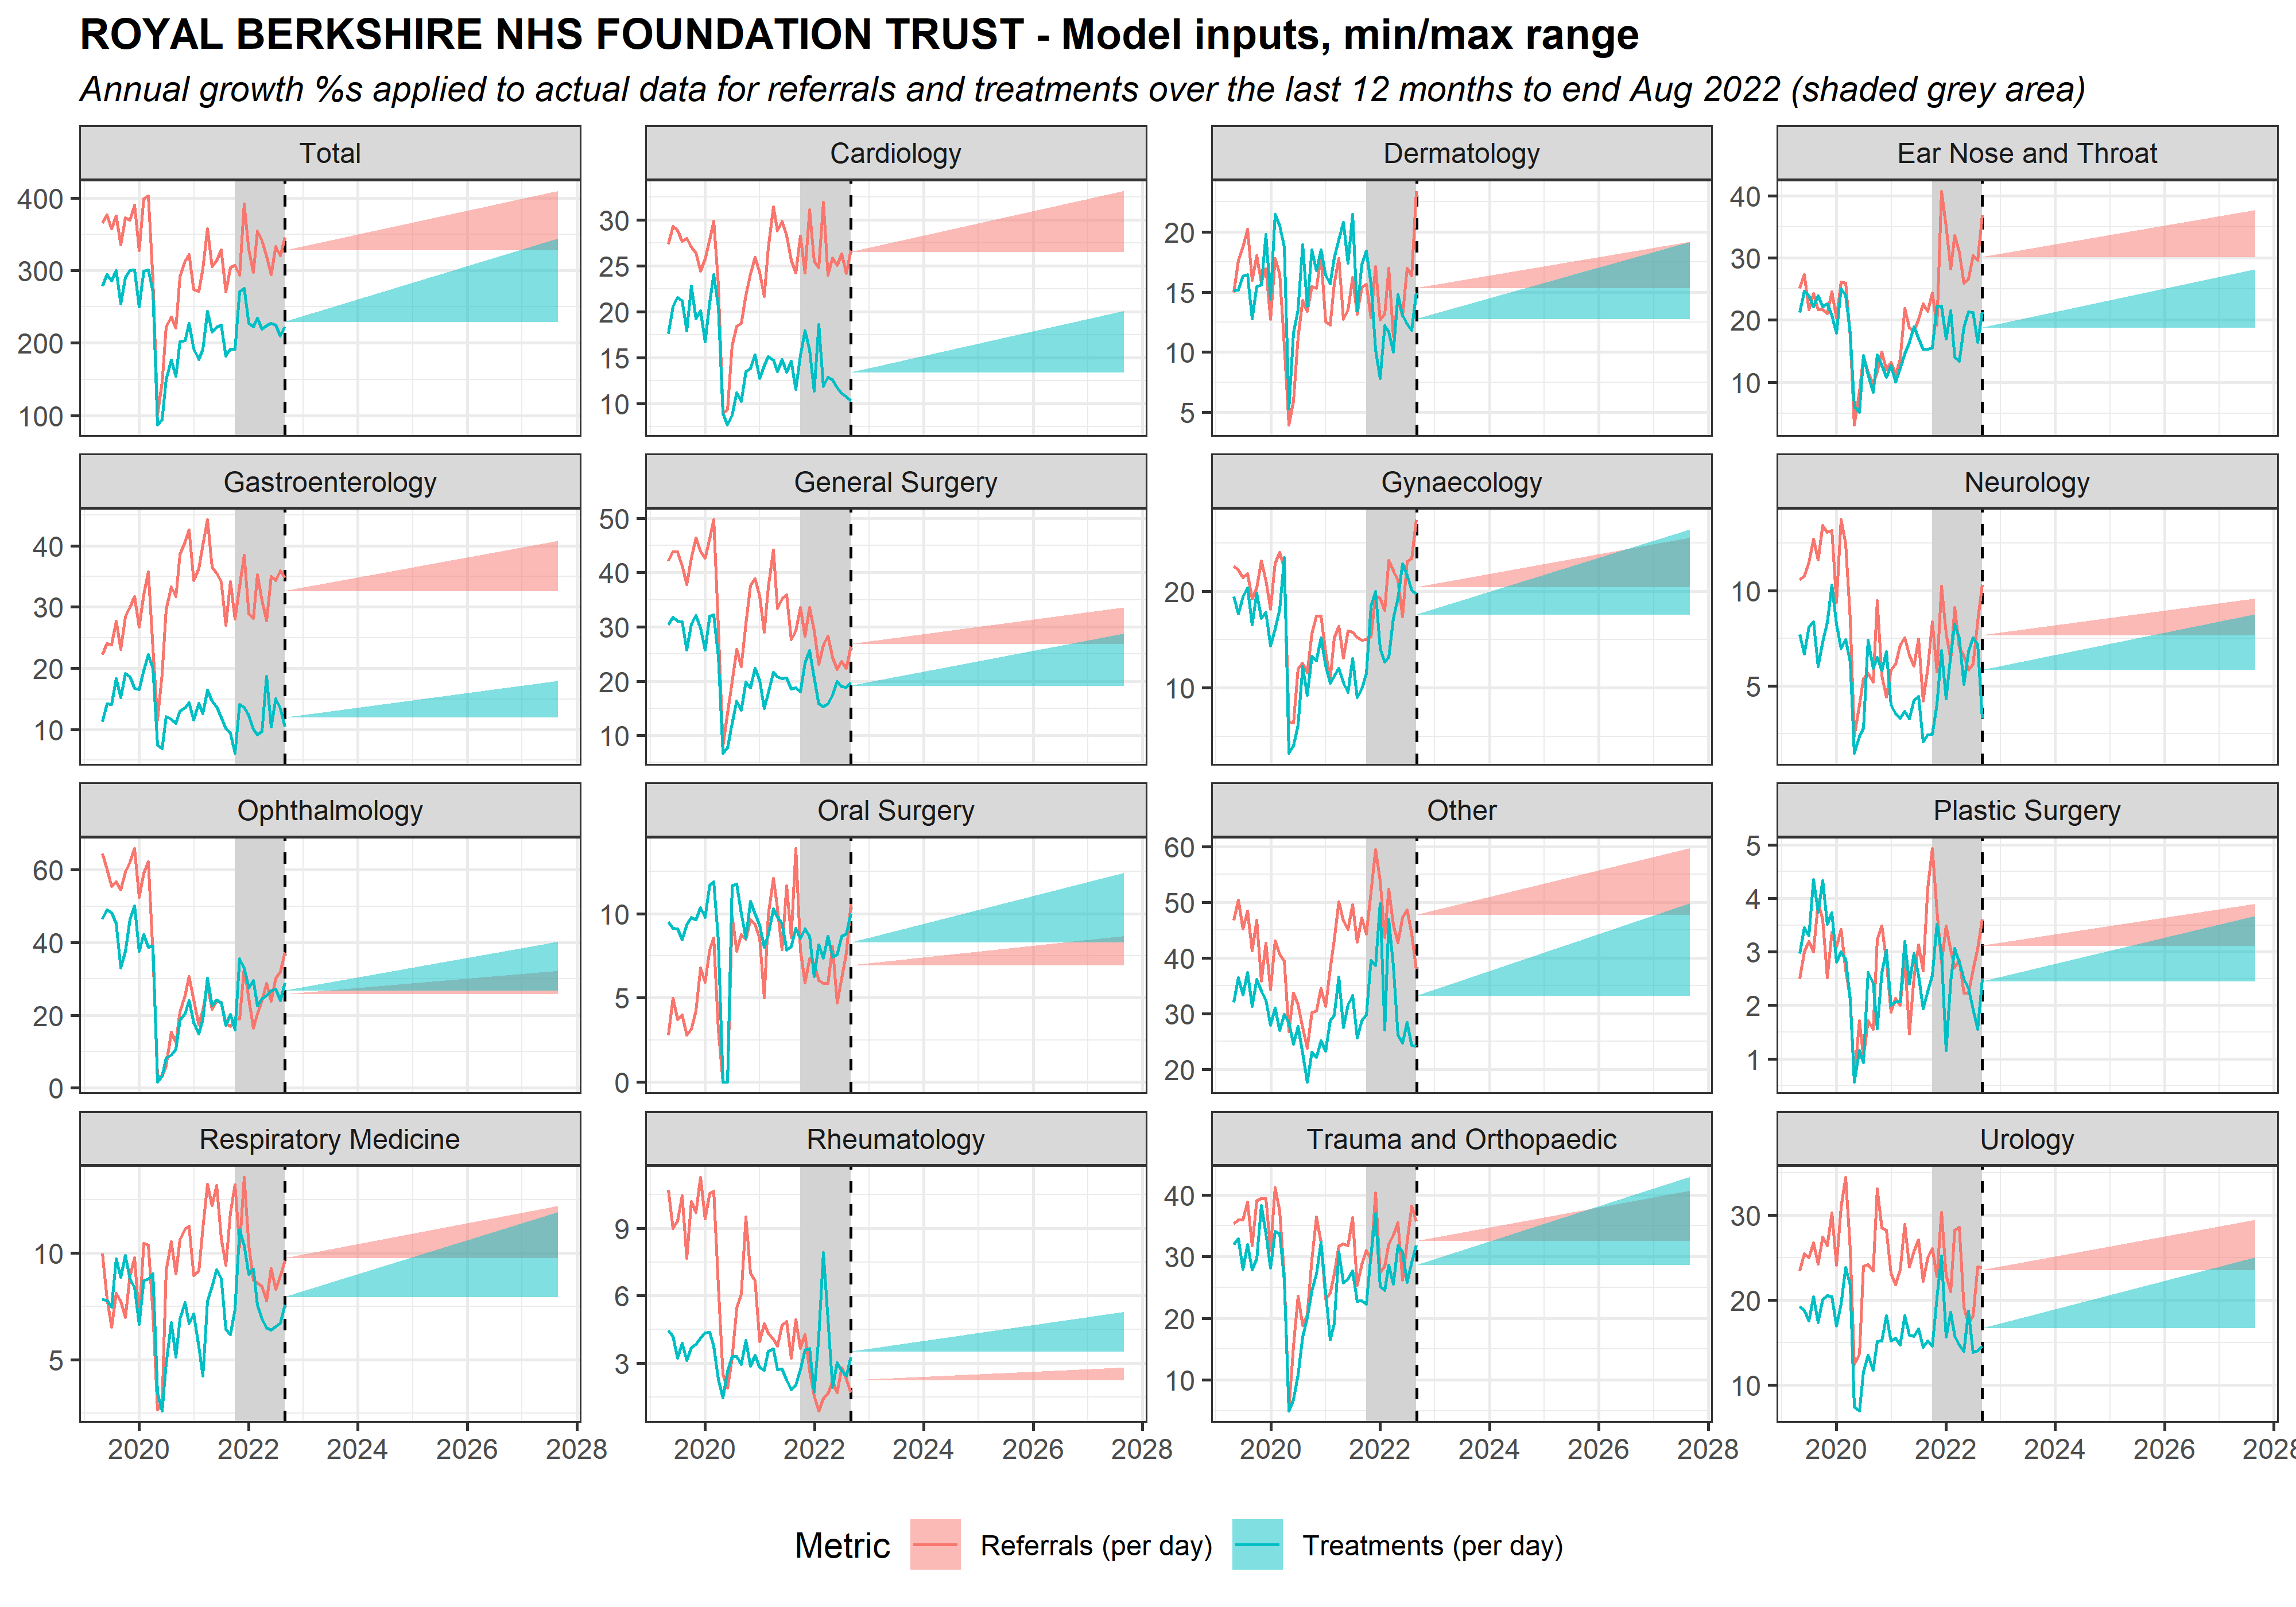 ROYAL BERKSHIRE NHS FOUNDATION TRUST - Model inputs, min/max range
Annual growth %s applied to actual data for referrals and treatments over the last 12 months to end Aug 2022 (shaded grey area)
Total
Cardiology
Dermatology
Ear Nose and Throat
400
300
200
100
30
25
20
15
10
20
15
10
5
40
30
20
10
Gastroenterology
General Surgery
Gynaecology
Neurology
40
30
20
10
50
40
30
20
10
20
10
10
5
Ophthalmology
Oral Surgery
Other
Plastic Surgery
60
40
20
0
10
5
0
60
50
40
30
20
5
4
3
2
1
Respiratory Medicine
Rheumatology
Trauma and Orthopaedic
Urology
10
5
9
6
3
40
30
20
10
30
20
10
2020 2022 2024 2026 2028
2020 2022 2024 2026 2028
2020 2022 2024 2026 2028
2020 2022 2024 2026 2028
Metric Referrals (per day) Treatments (per day)